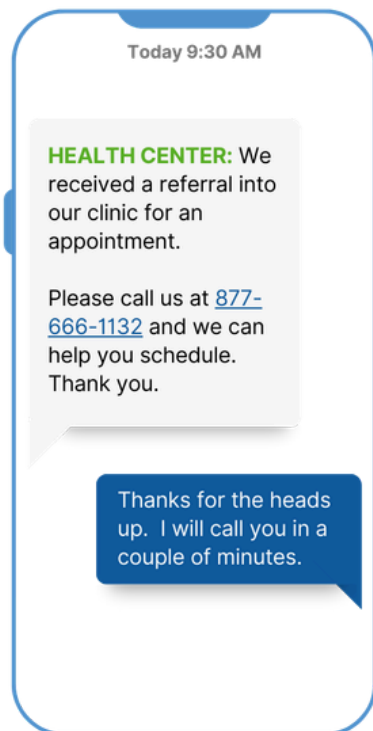 Today 9:30 AM
HEALTH CENTER: We
received a referral into
our clinic for an
appointment.
Please call us at 877-
666-1132 and we can
help you schedule.
Thank you.
Thanks for the heads
up.  I will call you in a
couple of minutes.